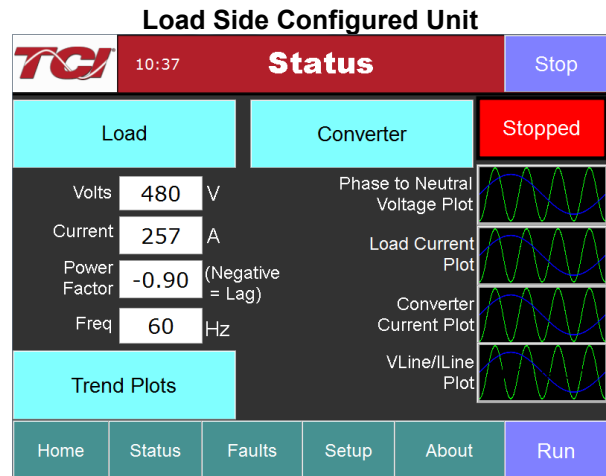 Load Side Configured Unit
TCI
10:37
Status
Stop
Load
Converter
Stopped
Volts 480 V
Current 257 A
Power
Factor
-0.90
(Negative
= Lag)
Freq 60 Hz
Phase to Neutral
Voltage Plot
Load Current
Plot
Converter
Current Plot
VLine/ILine
Plot
Trend Plots
Home Status Faults Setup About Run